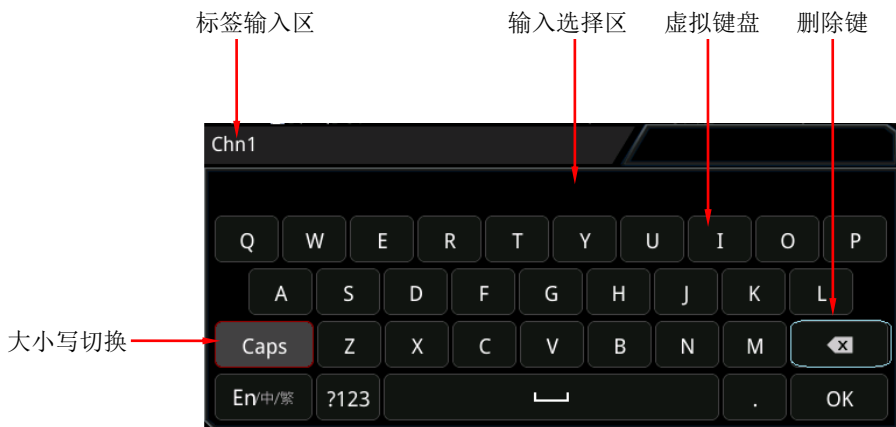 标签输入区 输入选择区 虚拟键盘 删除键
Chn1
Q W E R T Y U I O P
A S D F G H J K L
大小写切换 Caps Z X C V B N M
En/中/繁 ?123 . OK